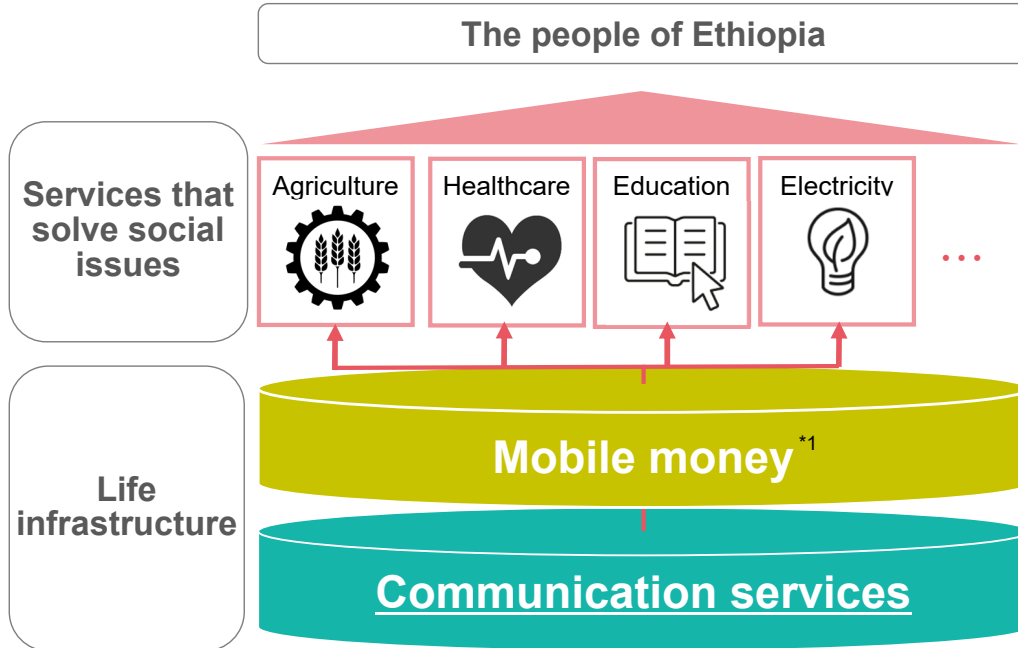 The people of Ethiopia
Services that
solve social
issues
Agriculture
Healthcare
Education
Electricity
...
Life
infrastructure
Mobile money*1
Communication services